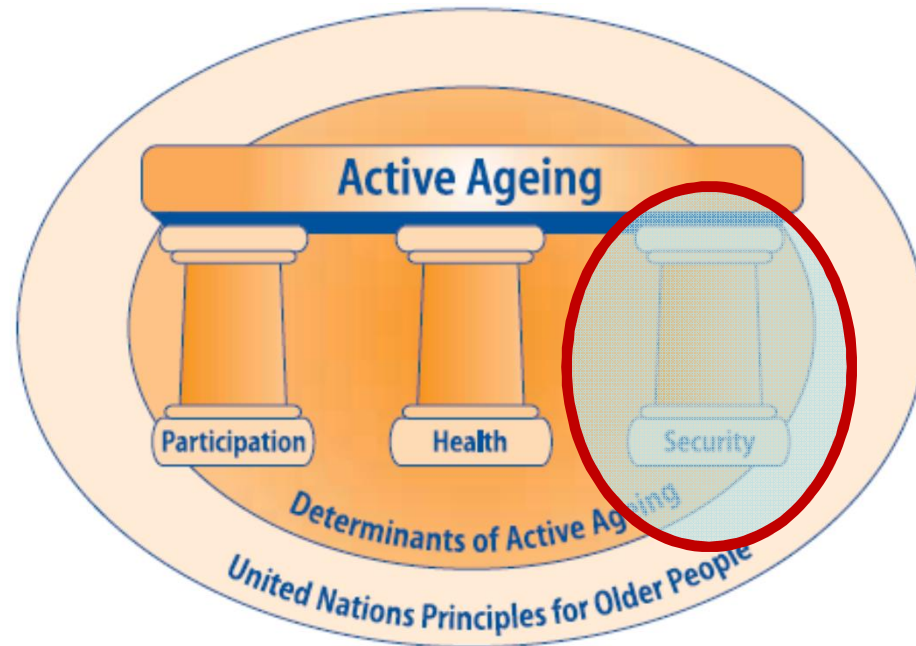 Active Ageing
Participation
Health
Security
Determinants of Active Ageing
United Nations Principles for Older People